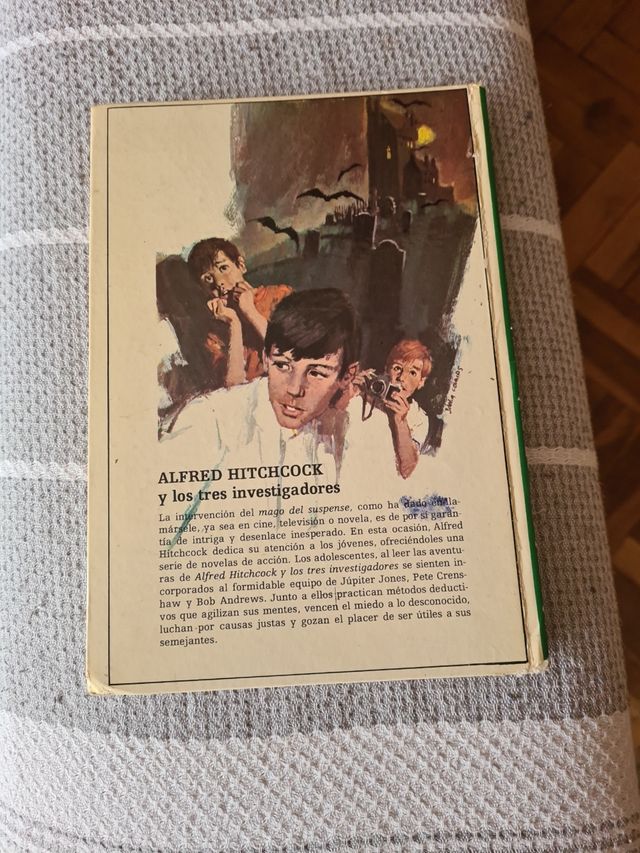 ALFRED HITCHCOCK
y los tres investigadores
La intervención del mago del suspense, como ha dado en lla-
mársele, ya sea en cine, televisión o novela, es de por sí garan-
tía de intriga y desenlace inesperado. En esta ocasión, Alfred
Hitchcock dedica su atención a los jóvenes, ofreciéndoles una
serie de novelas de acción. Los adolescentes, al leer las aventu-
ras de Alfred Hitchcock y los tres investigadores se sienten in-
corporados al formidable equipo de Júpiter Jones, Pete Crens-
haw y Bob Andrews. Junto a ellos practican métodos deducti-
vos que agilizan sus mentes, vencen el miedo a lo desconocido,
luchan por causas justas y gozan el placer de ser útiles a sus
semejantes.